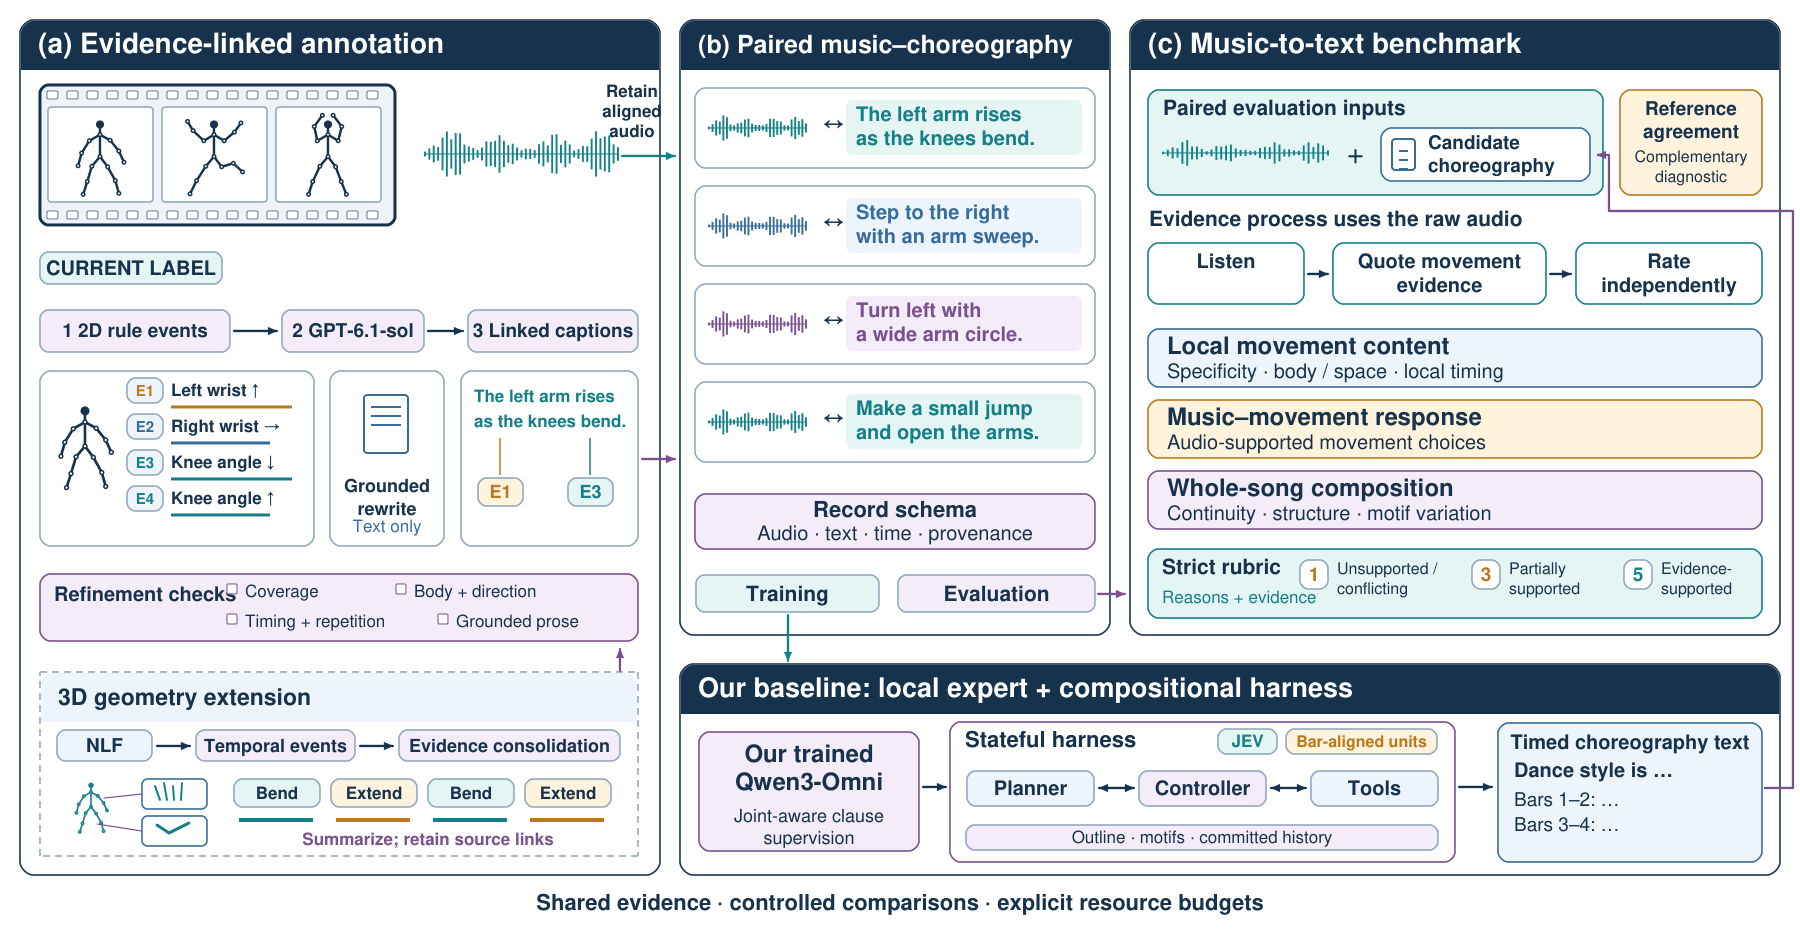 (a) Evidence-linked annotation
Retain
aligned
audio
CURRENT LABEL
1 2D rule events
2 GPT-6.1-sol
3 Linked captions
E1 Left wrist ↑
E2 Right wrist →
E3 Knee angle ↓
E4 Knee angle ↑
Grounded
rewrite
Text only
The left arm rises
as the knees bend.
E1
E3
Refinement checks
Coverage
Body + direction
Timing + repetition
Grounded prose
3D geometry extension
NLF
Temporal events
Evidence consolidation
Bend
Extend
Bend
Extend
Summarize; retain source links
(b) Paired music–choreography
↔ The left arm rises
as the knees bend.
↔ Step to the right
with an arm sweep.
↔ Turn left with
a wide arm circle.
↔ Make a small jump
and open the arms.
Record schema
Audio · text · time · provenance
Training
Evaluation
(c) Music-to-text benchmark
Paired evaluation inputs
+
Candidate
choreography
Reference
agreement
Complementary
diagnostic
Evidence process uses the raw audio
Listen
Quote movement
evidence
Rate
independently
Local movement content
Specificity · body / space · local timing
Music–movement response
Audio-supported movement choices
Whole-song composition
Continuity · structure · motif variation
Strict rubric
Reasons + evidence
1 Unsupported /
conflicting
3 Partially
supported
5 Evidence-
supported
Our baseline: local expert + compositional harness
Our trained
Qwen3-Omni
Joint-aware clause
supervision
Stateful harness
JEV
Bar-aligned units
Planner
Controller
Tools
Outline · motifs · committed history
Timed choreography text
Dance style is ...
Bars 1–2: ...
Bars 3–4: ...
Shared evidence · controlled comparisons · explicit resource budgets